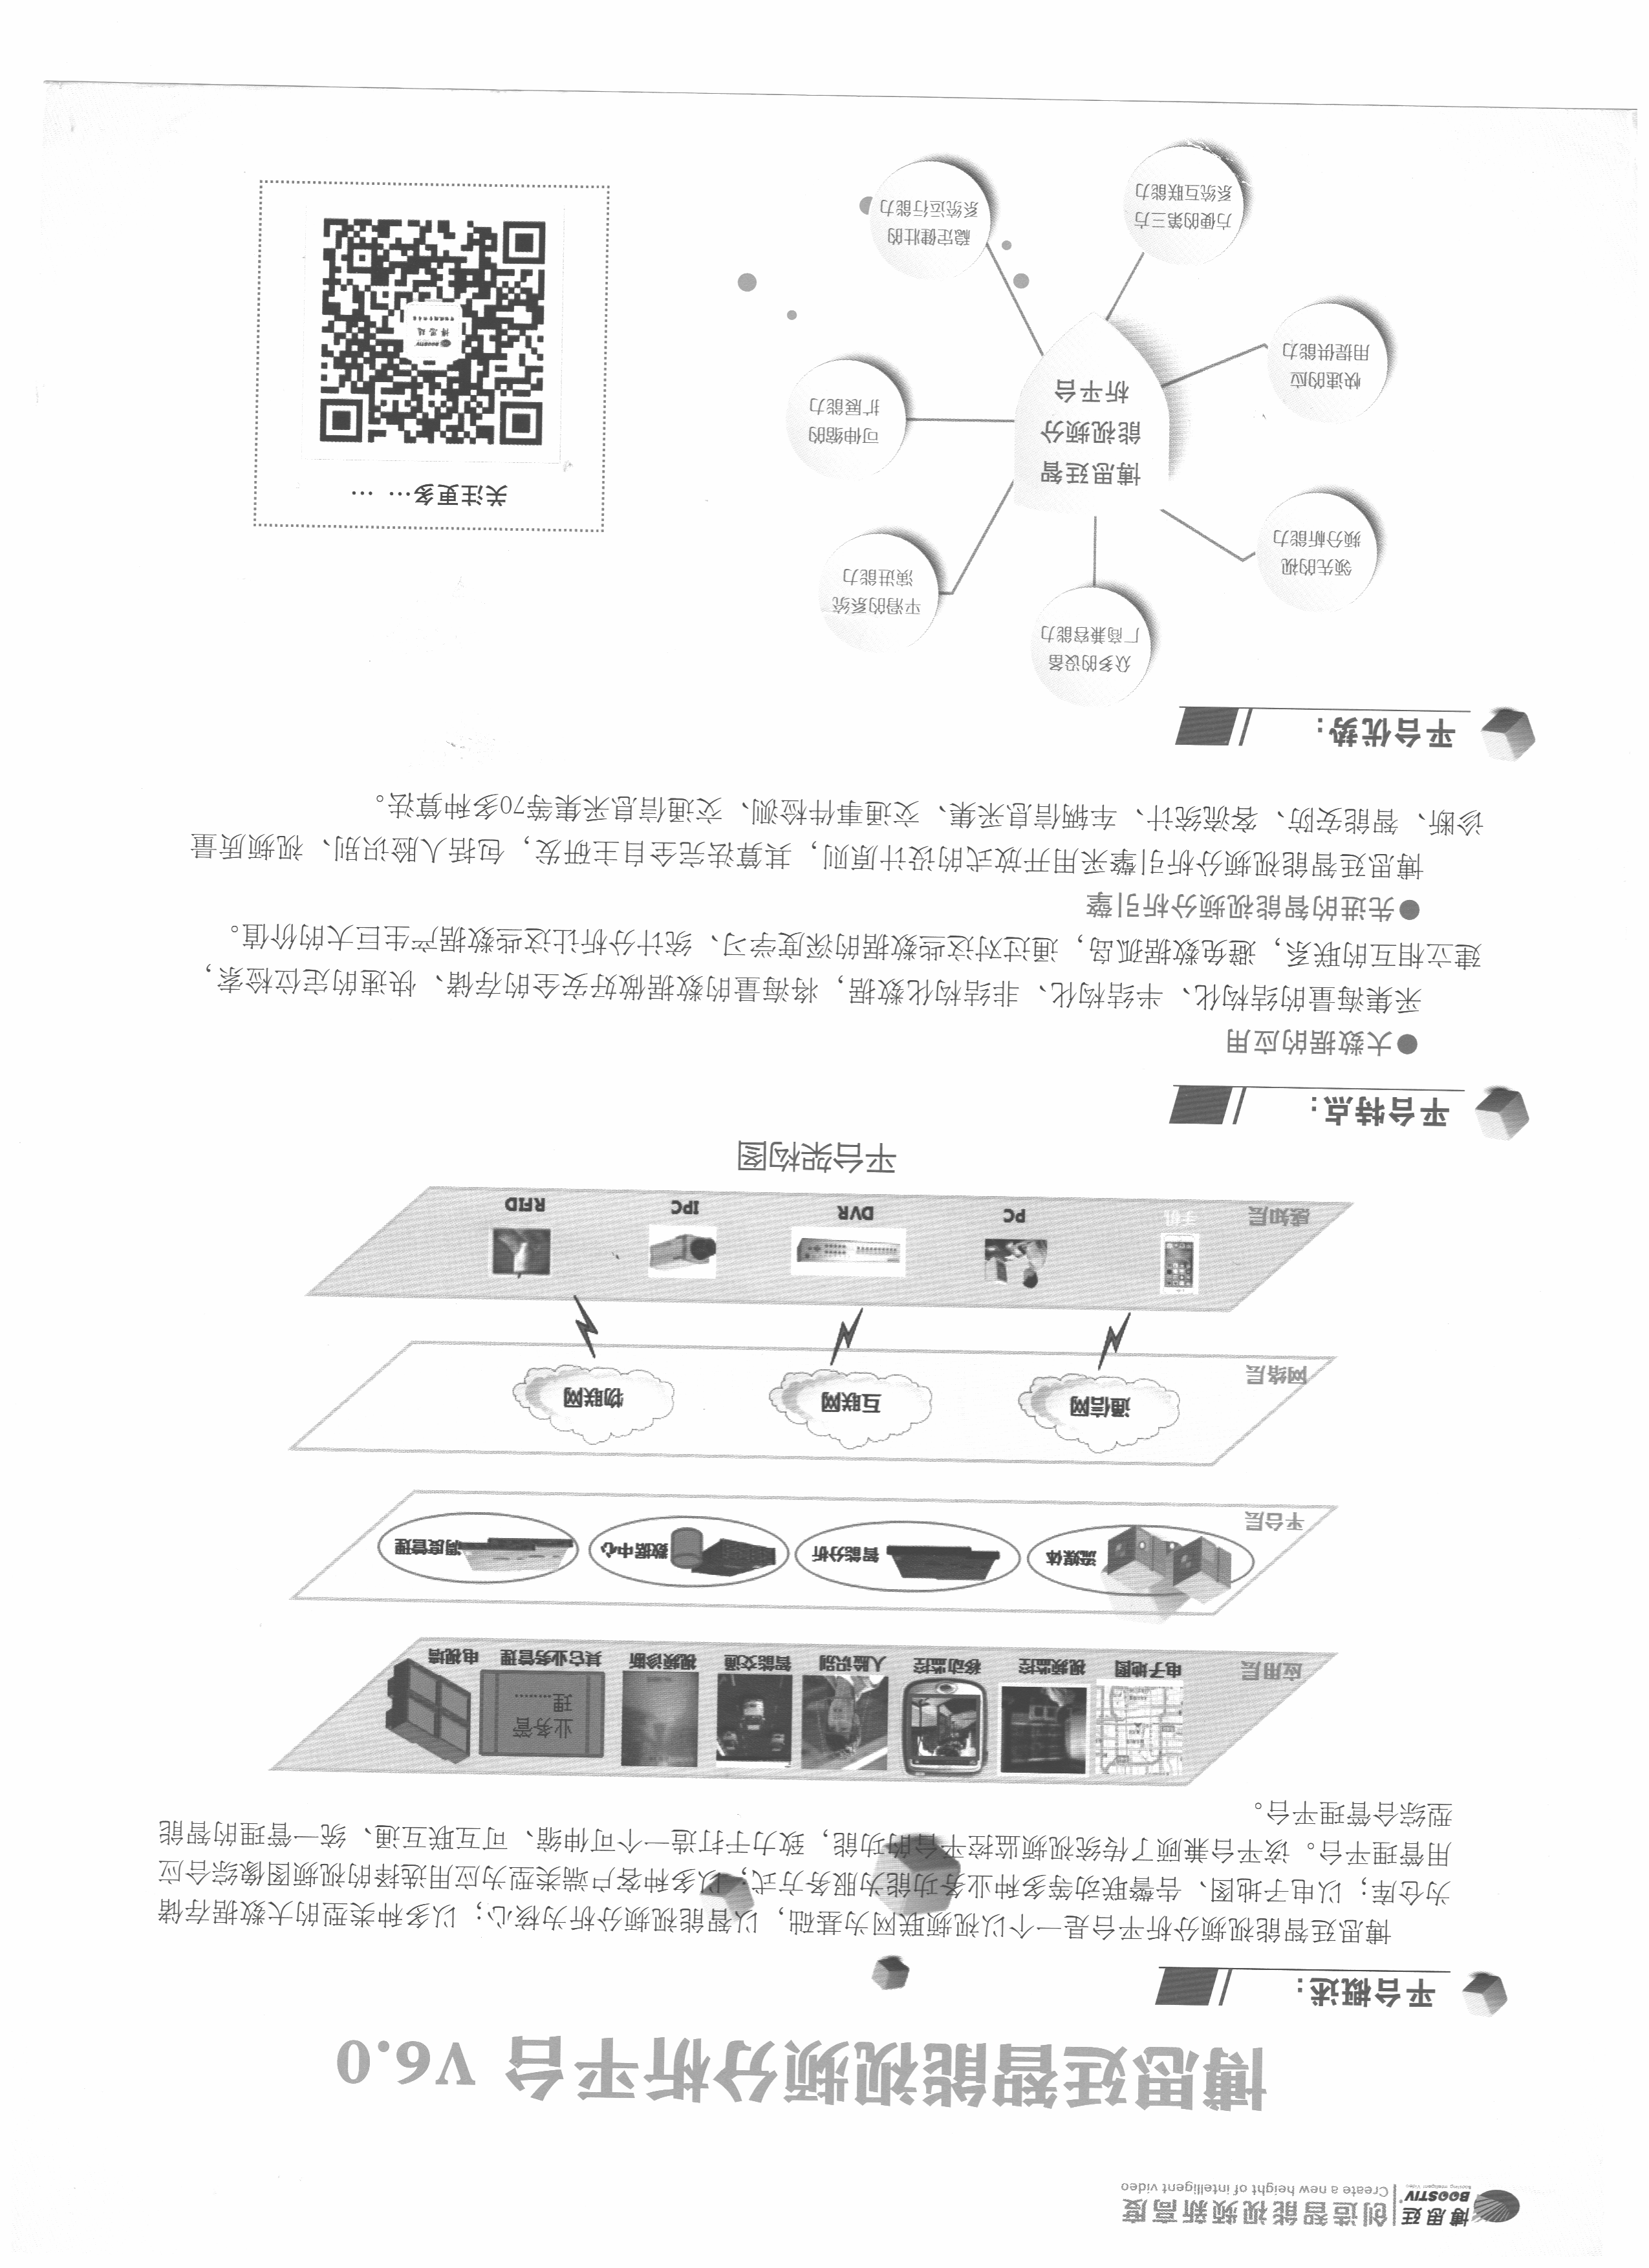 博思廷
BOOSTIV
创造智能视频新高度
Create a new height of intelligent video
博思廷智能视频分析平台 V6.0
平台概述：
博思廷智能视频分析平台是一个以视频联网为基础，以智能视频分析为核心；以多种类型的大数据存储
为仓库；以电子地图、告警联动等多种业务功能为服务方式；以多种客户端类型为应用选择的视频图像综合应
用管理平台。该平台兼顾了传统视频监控平台的功能，致力于打造一个可伸缩、可互联互通、统一管理的智能
型综合管理平台。
应用层
电子地图 视频监控 移动监控 人脸识别 智能交通 视频诊断 其它业务管理 电视墙
业务管
理……
平台层
流媒体 智能分析 数据中心 调度管理
网络层
通信网 互联网 物联网
感知层
手机 PC DVR IPC RFID
平台架构图
平台特点：
●大数据的应用
采集海量的结构化、半结构化、非结构化数据，将海量的数据做好安全的存储、快速的定位检索，
建立相互的联系，避免数据孤岛，通过对这些数据的深度学习、统计分析让这些数据产生巨大的价值。
●先进的智能视频分析引擎
博思廷智能视频分析引擎采用开放式的设计原则，其算法完全自主研发，包括人脸识别、视频质量
诊断、智能安防、客流统计、车辆信息采集、交通事件检测、交通信息采集等70多种算法。
平台优势：
众多的设备
厂商兼容能力
领先的视
频分析能力
平滑的系统
演进能力
博思廷智
能视频分
析平台
快速的应
用提供能力
可伸缩的
扩展能力
方便的第三方
系统互联能力
稳定健壮的
系统运行能力
关注更多… …
博思廷